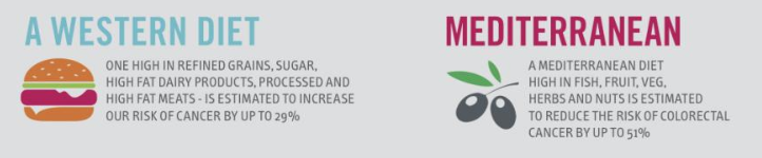 A WESTERN DIET
ONE HIGH IN REFINED GRAINS, SUGAR,
HIGH FAT DAIRY PRODUCTS, PROCESSED AND
HIGH FAT MEATS - IS ESTIMATED TO INCREASE
OUR RISK OF CANCER BY UP TO 29%
MEDITERRANEAN
A MEDITERRANEAN DIET
HIGH IN FISH, FRUIT, VEG,
HERBS AND NUTS IS ESTIMATED
TO REDUCE THE RISK OF COLORECTAL
CANCER BY UP TO 51%